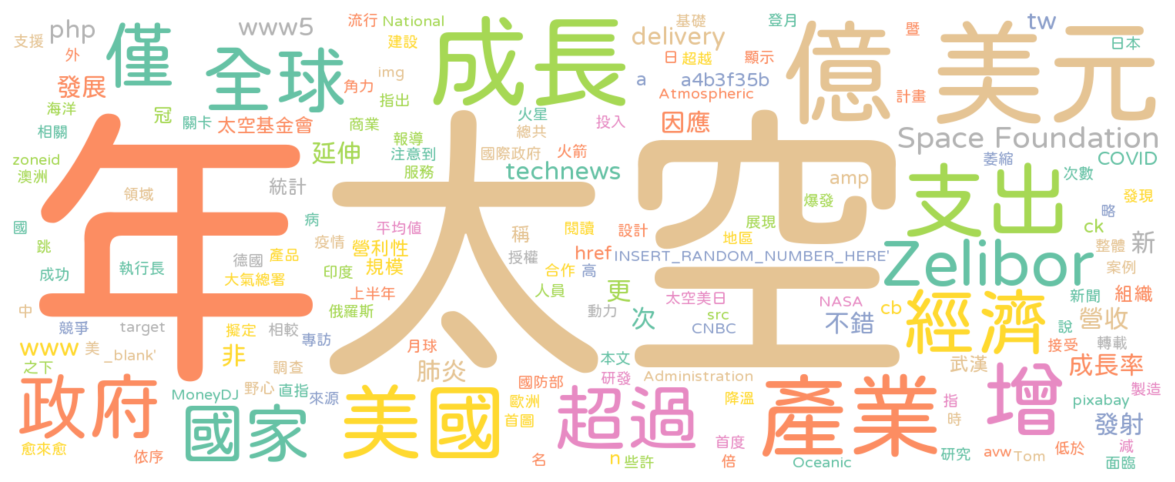 支援 php 僅 www5 流行 National 成長 基礎 delivery 登月 億 美元 暨 tw 日本
外 發展 全球 角力 建設 img 指出 日 超越 顯示 a a4b3f35b Atmospheric 計畫
海洋 冠 關卡 太空基金會 商業 報導 火星 總共 投入 因應 Space Foundation
相關 zoneid 澳洲 延伸 注意到 服務 國際政府 火箭 technews 萎縮 COVID 次數
年 太空 領域 統計 amp 爆發 支出 略 發現
國 跳 病 平均值 稱 閱讀 設計 展現 地區 ck 新 整體
成功 執行長 德國 產品 大氣總署 疫情 營利性 規模 印度 授權 合作 高 href INSERT_RANDOM_NUMBER_HERE' Zelibor 案例
中 競爭 target 擬定 相較 上半年 俄羅斯 專訪 人員 更 動力 次 太空美日 src CNBC NASA 不錯 cb 經濟 新聞 說 組織 營收
www 美 _blank' 非 月球 肺炎 本文 接受 轉載
之下 調查 武漢 成長率
政府 MoneyDJ 國家 野心 直指 來源 美國 國防部 歐洲 首圖 研發 超過 Administration 降溫 產業 增 指 時 pixabay 製造 發射
愈來愈 依序 名 n 些許 首度 倍 Oceanic 研究 avw Tom 低於 減 面臨